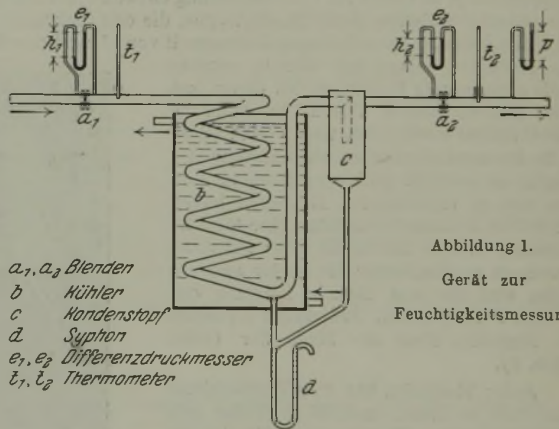 e₁
h₁
t₁
a₁
e₂
h₂
t₂
p
a₂
c
b
d
a₁, a₂ Blenden
b Kühler
c Kondenstopf
d Syphon
e₁, e₂ Differenzdruckmesser
t₁, t₂ Thermometer
Abbildung 1.
Gerät zur
Feuchtigkeitsmessun